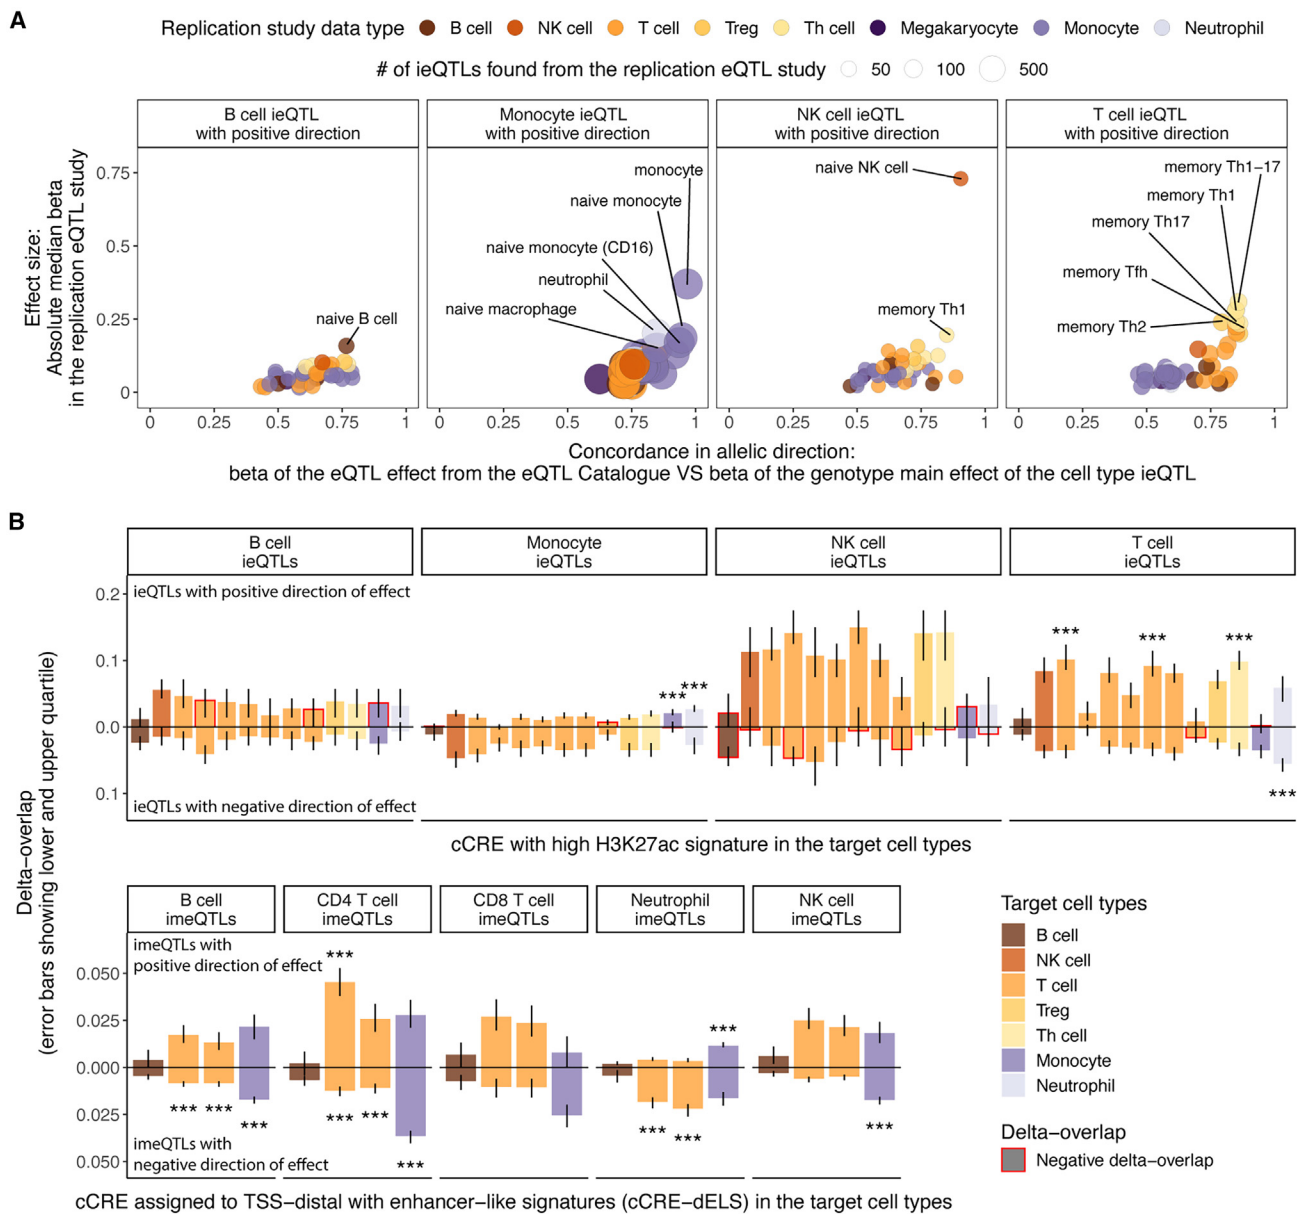 A
Replication study data type B cell NK cell T cell Treg Th cell Megakaryocyte Monocyte Neutrophil
# of ieQTLs found from the replication eQTL study 50 100 500
B cell ieQTL
with positive direction
Monocyte ieQTL
with positive direction
NK cell ieQTL
with positive direction
T cell ieQTL
with positive direction
Effect size:
Absolute median beta
in the replication eQTL study
0.75
0.5
0.25
0
naive B cell
monocyte
naive monocyte
naive monocyte (CD16)
neutrophil
naive macrophage
naive NK cell
memory Th1
memory Th1−17
memory Th1
memory Th17
memory Tfh
memory Th2
0 0.25 0.5 0.75 1
0 0.25 0.5 0.75 1
0 0.25 0.5 0.75 1
0 0.25 0.5 0.75 1
Concordance in allelic direction:
beta of the eQTL effect from the eQTL Catalogue VS beta of the genotype main effect of the cell type ieQTL
B
B cell
ieQTLs
Monocyte
ieQTLs
NK cell
ieQTLs
T cell
ieQTLs
Delta−overlap
(error bars showing lower and upper quartile)
0.2
0.1
0.0
0.1
ieQTLs with positive direction of effect
ieQTLs with negative direction of effect
*** ***
*** *** ***
***
cCRE with high H3K27ac signature in the target cell types
B cell
imeQTLs
CD4 T cell
imeQTLs
CD8 T cell
imeQTLs
Neutrophil
imeQTLs
NK cell
imeQTLs
0.050
0.025
0.000
0.025
0.050
imeQTLs with
positive direction of effect
imeQTLs with
negative direction of effect
*** *** ***
***
*** *** ***
***
*** ***
***
cCRE assigned to TSS−distal with enhancer−like signatures (cCRE−dELS) in the target cell types
Target cell types
B cell
NK cell
T cell
Treg
Th cell
Monocyte
Neutrophil
Delta−overlap
Negative delta−overlap